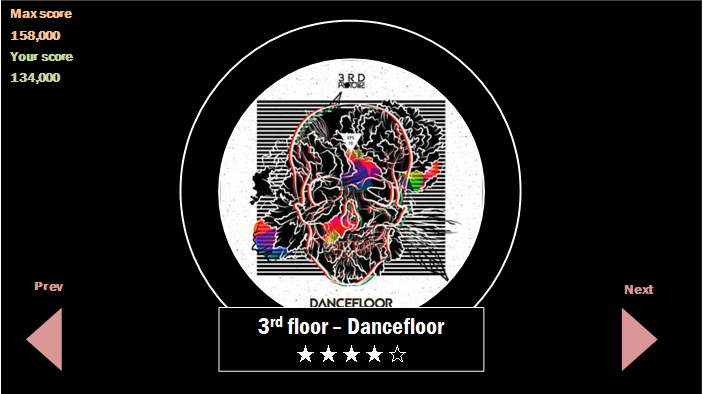 Max score
158,000
Your score
134,000
3RD
DANCEFLOOR
Prev
Next
3rd floor – Dancefloor
★★★★☆